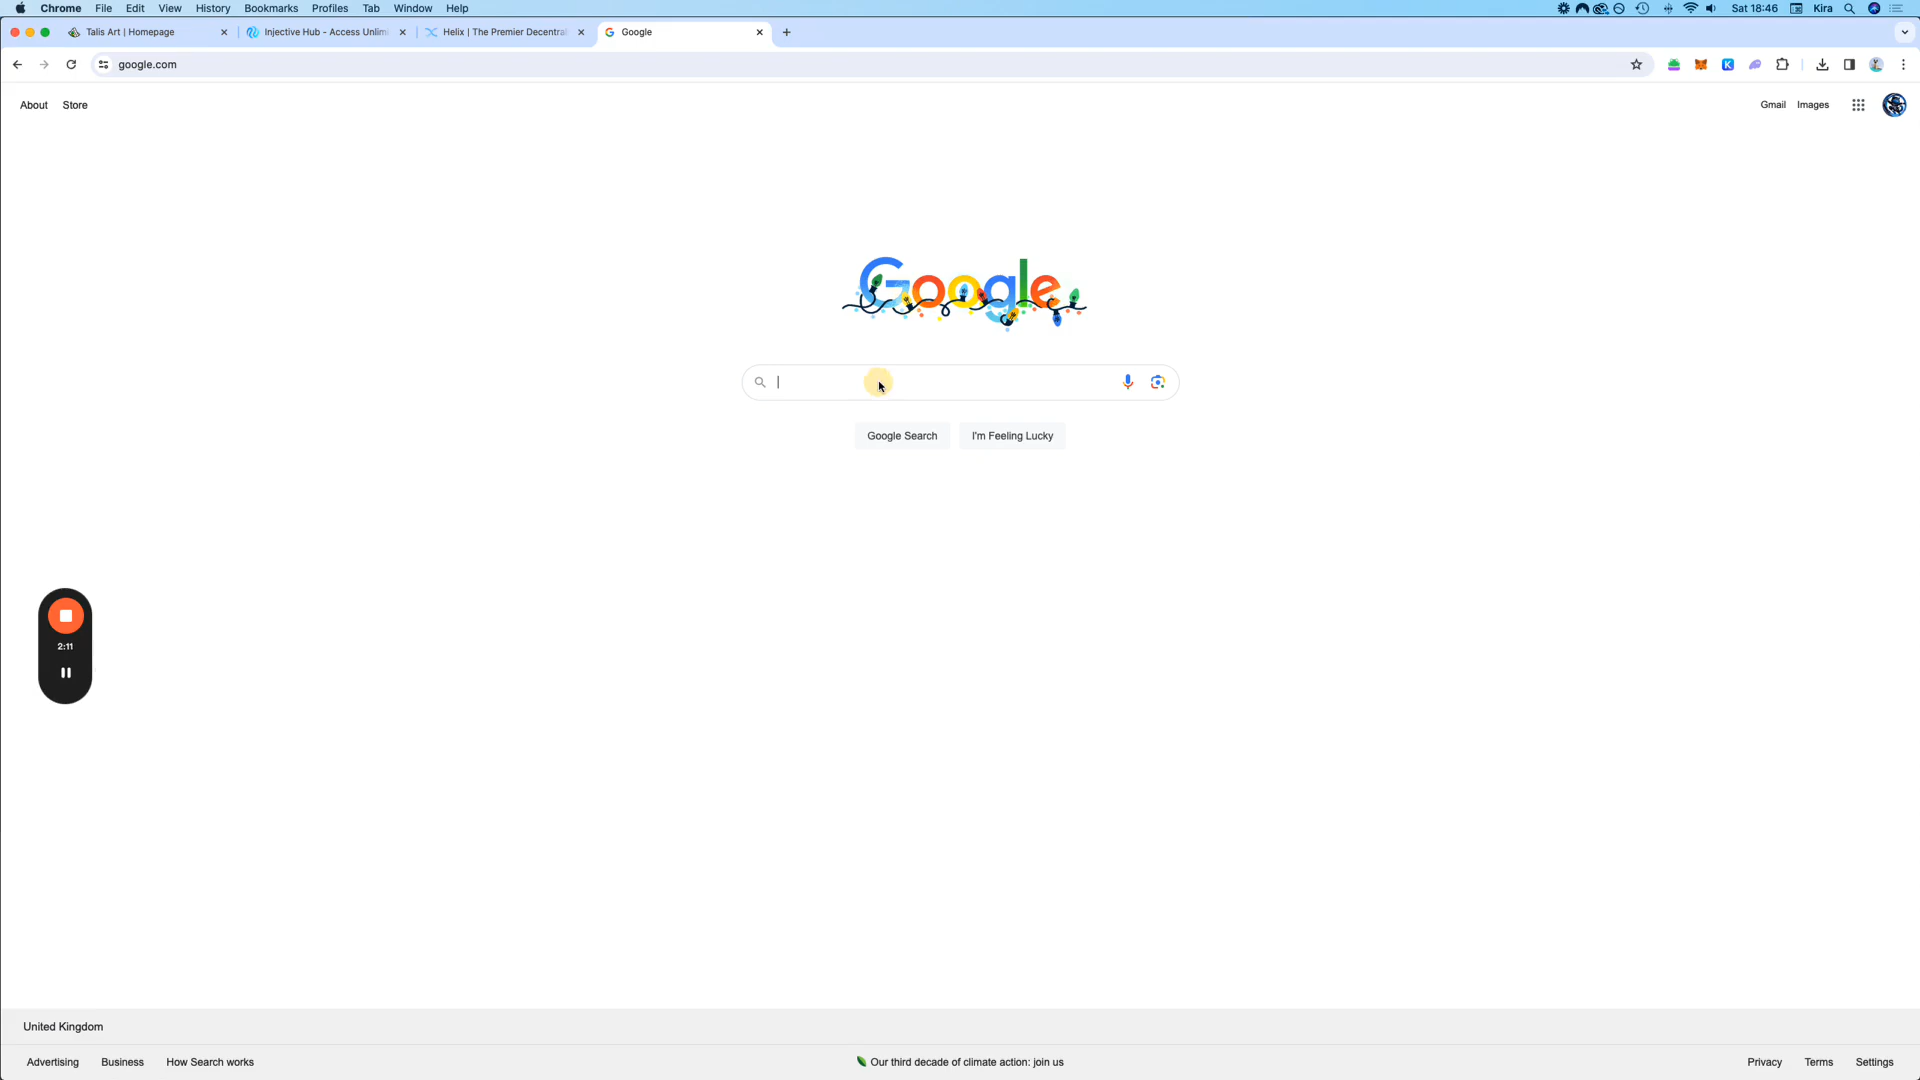 Chrome File Edit View History Bookmarks Profiles Tab Window Help Sat 18:46 Kira
Talis Art | Homepage Injective Hub - Access Unlim Helix | The Premier Decentral Google
google.com
About Store Gmail Images
Google
Google Search I'm Feeling Lucky
2:11
United Kingdom
Advertising Business How Search works Our third decade of climate action: join us Privacy Terms Settings